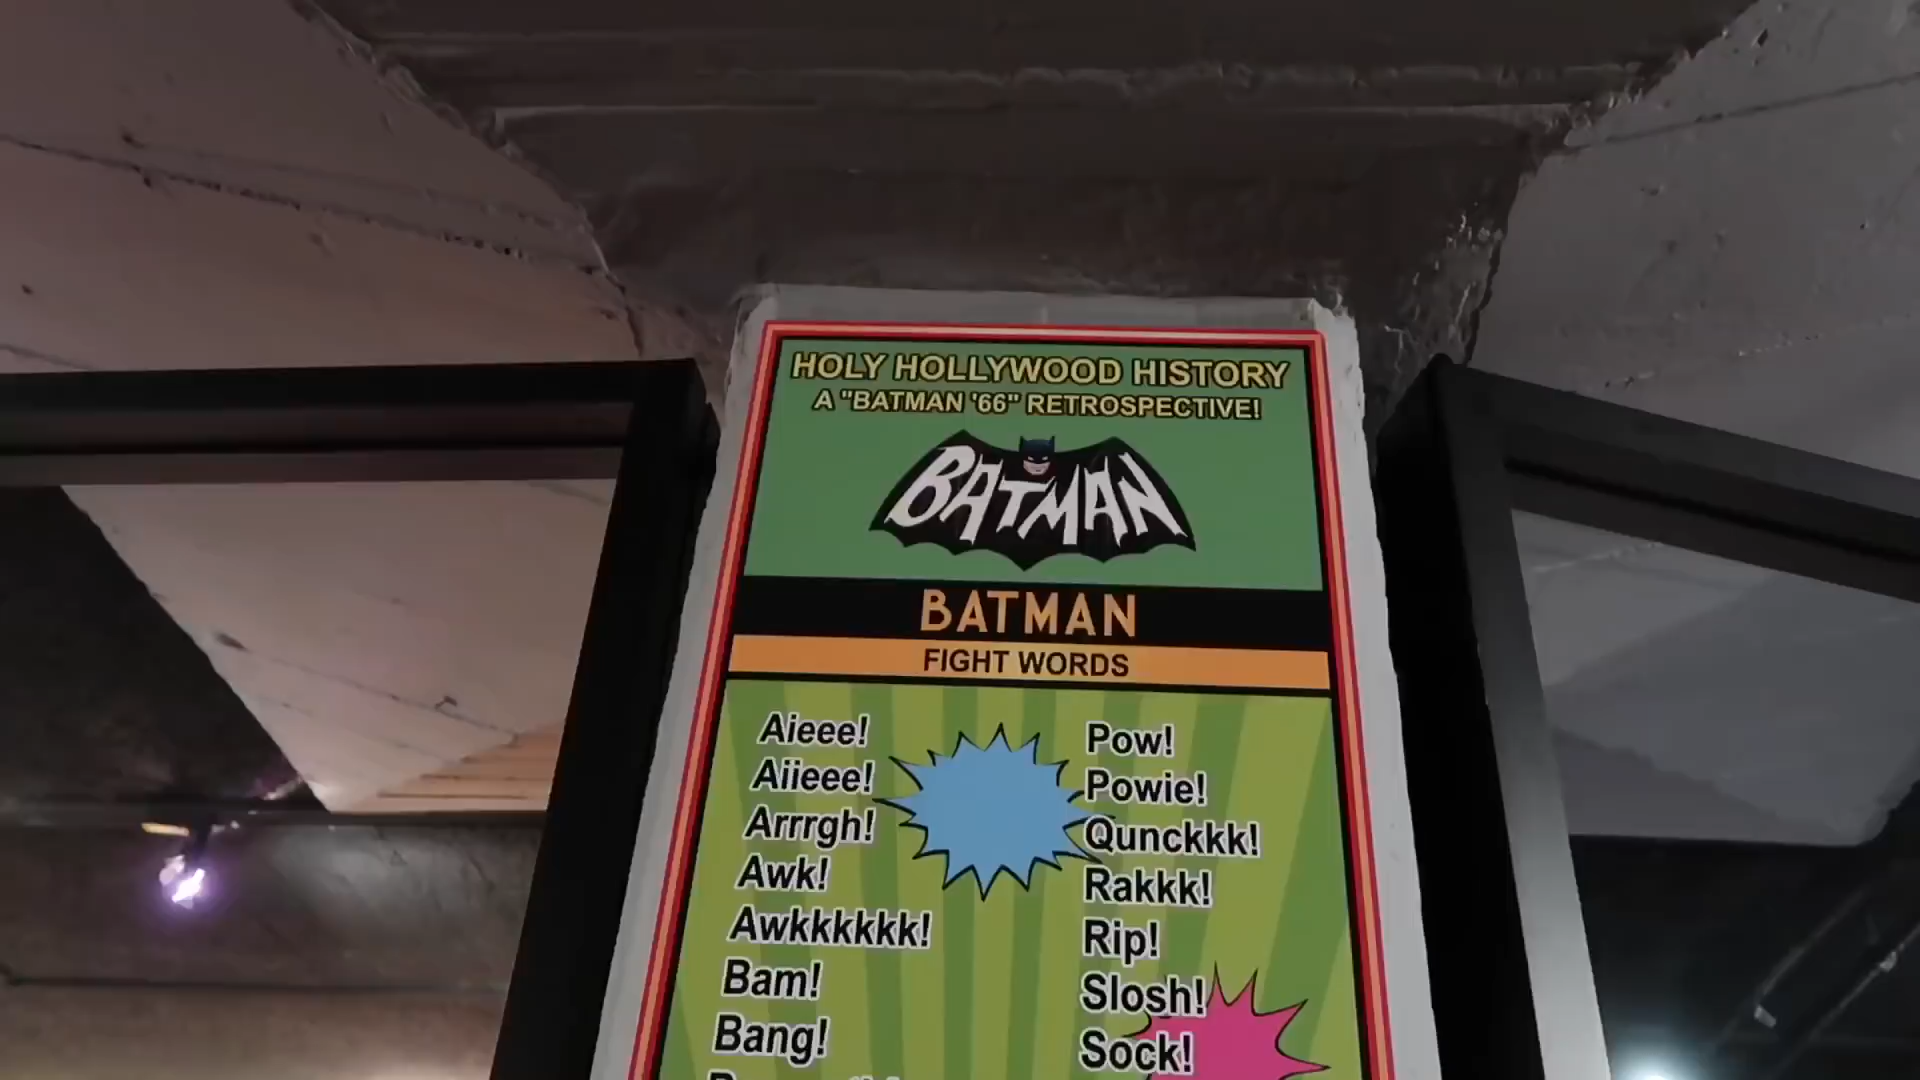 HOLY HOLLYWOOD HISTORY
A "BATMAN '66" RETROSPECTIVE!
BATMAN
BATMAN
FIGHT WORDS
Aieee!
Aiieee!
Arrrgh!
Awk!
Awkkkkkk!
Bam!
Bang!
Pow!
Powie!
Qunckkk!
Rakkk!
Rip!
Slosh!
Sock!